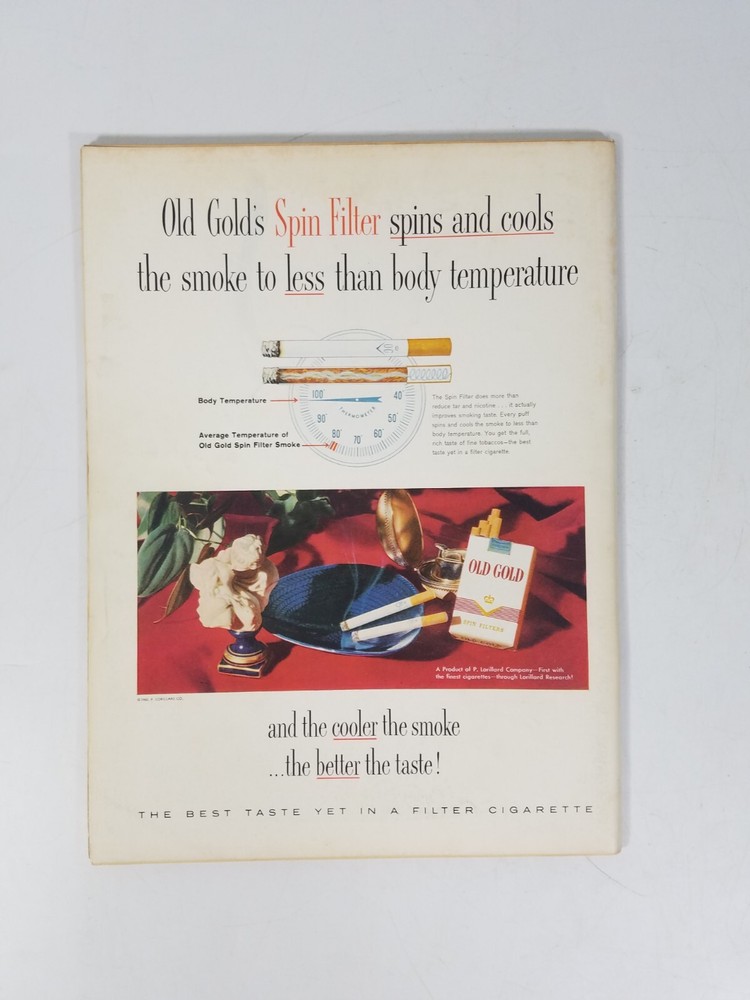 Old Gold's Spin Filter spins and cools
the smoke to less than body temperature
Body Temperature
Average Temperature of
Old Gold Spin Filter Smoke
100°
90°
80°
70°
60°
50°
40°
THERMOMETER
The Spin Filter does more than
reduce tar and nicotine . . . it actually
improves smoking taste. Every puff
spins and cools the smoke to less than
body temperature. You get the full,
rich taste of fine tobaccos—the best
taste yet in a filter cigarette.
OLD GOLD
SPIN FILTERS
A Product of P. Lorillard Company—First with
the finest cigarettes—through Lorillard Research!
and the cooler the smoke
...the better the taste!
THE BEST TASTE YET IN A FILTER CIGARETTE